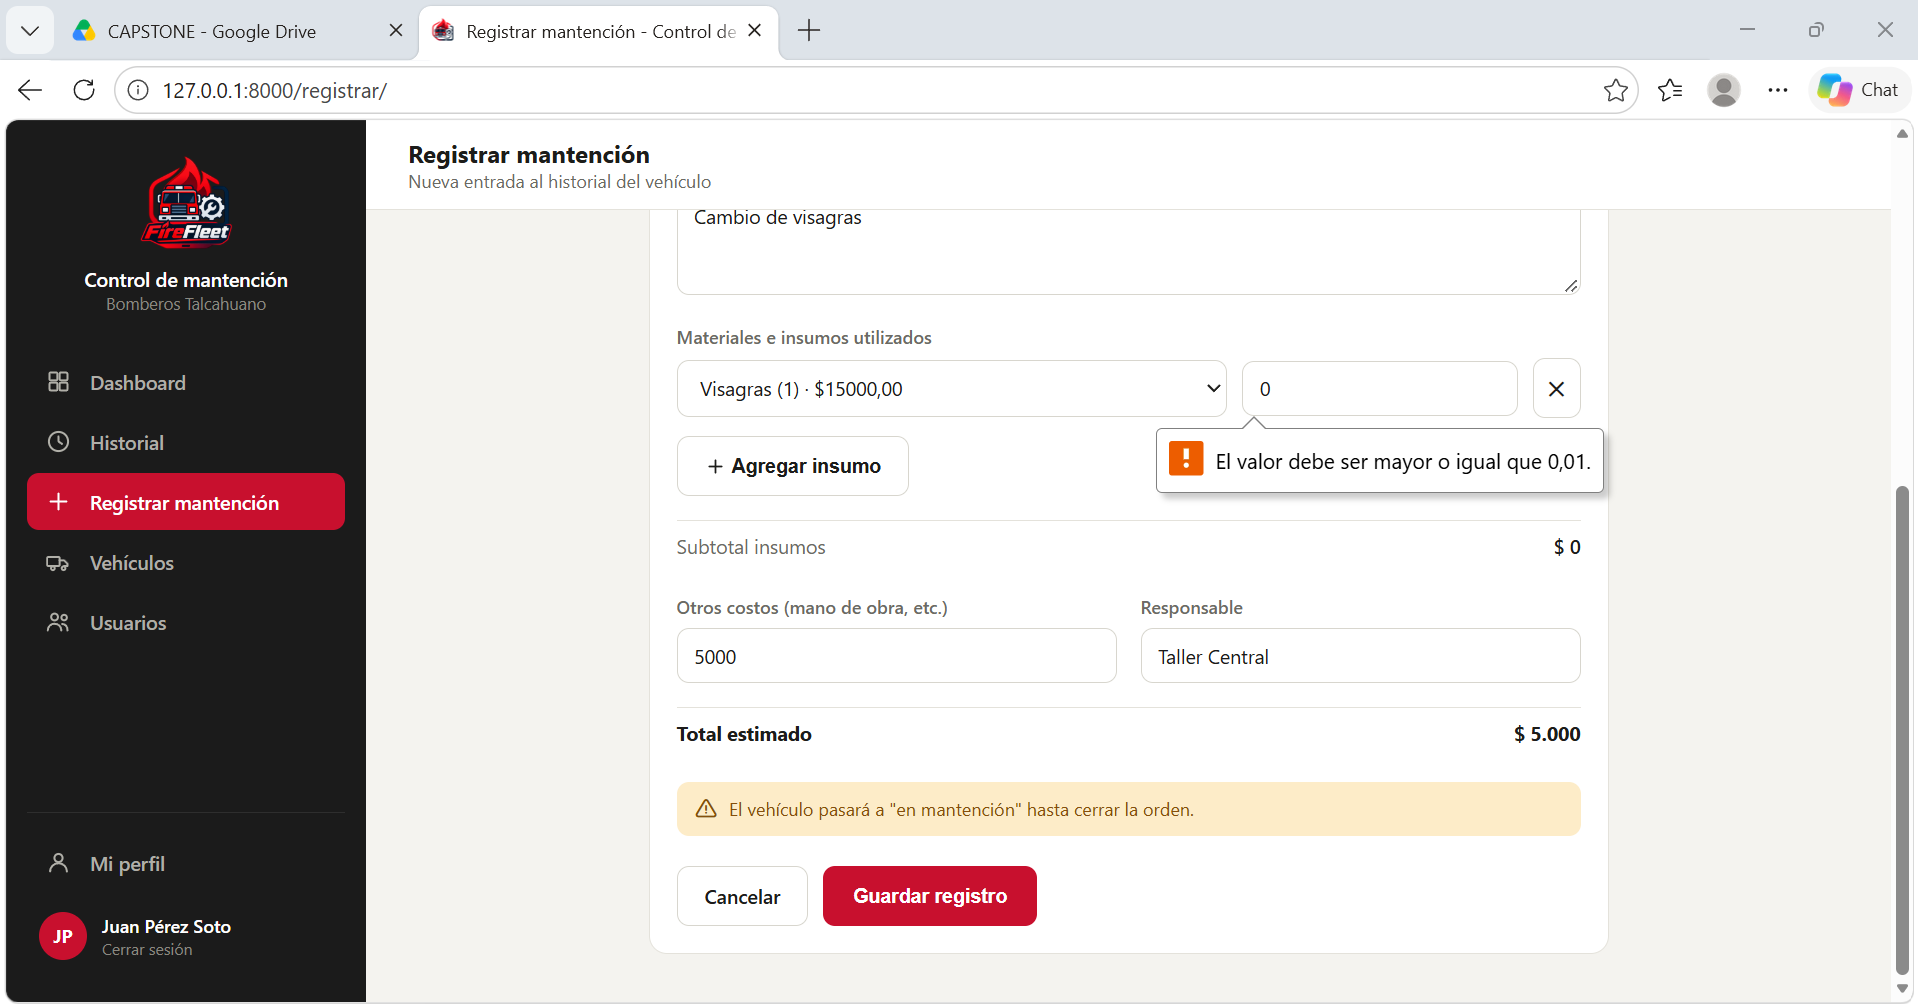 CAPSTONE - Google Drive
Registrar mantención - Control de
127.0.0.1:8000/registrar/
Chat
FireFleet
Control de mantención
Bomberos Talcahuano
Dashboard
Historial
Registrar mantención
Vehículos
Usuarios
Mi perfil
JP
Juan Pérez Soto
Cerrar sesión
Registrar mantención
Nueva entrada al historial del vehículo
Cambio de visagras
Materiales e insumos utilizados
Visagras (1) · $15000,00
0
+ Agregar insumo
El valor debe ser mayor o igual que 0,01.
Subtotal insumos
$ 0
Otros costos (mano de obra, etc.)
Responsable
5000
Taller Central
Total estimado
$ 5.000
El vehículo pasará a "en mantención" hasta cerrar la orden.
Cancelar
Guardar registro